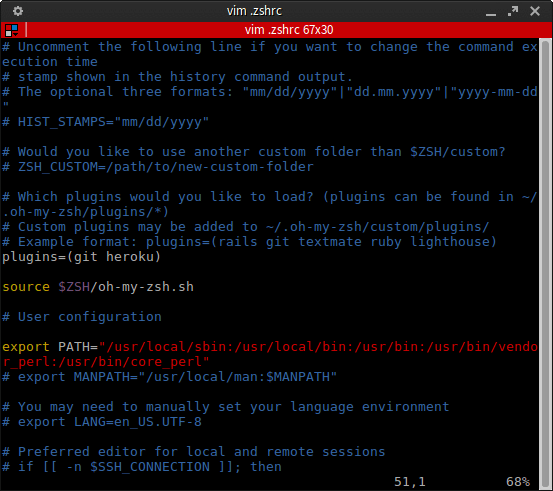 vim .zshrc
vim .zshrc 67x30
# Uncomment the following line if you want to change the command ex
ecution time
# stamp shown in the history command output.
# The optional three formats: "mm/dd/yyyy"|"dd.mm.yyyy"|"yyyy-mm-dd
"
# HIST_STAMPS="mm/dd/yyyy"
# Would you like to use another custom folder than $ZSH/custom?
# ZSH_CUSTOM=/path/to/new-custom-folder
# Which plugins would you like to load? (plugins can be found in ~/
.oh-my-zsh/plugins/*)
# Custom plugins may be added to ~/.oh-my-zsh/custom/plugins/
# Example format: plugins=(rails git textmate ruby lighthouse)
plugins=(git heroku)
source $ZSH/oh-my-zsh.sh
# User configuration
export PATH="/usr/local/sbin:/usr/local/bin:/usr/bin:/usr/bin/vendo
r_perl:/usr/bin/core_perl"
# export MANPATH="/usr/local/man:$MANPATH"
# You may need to manually set your language environment
# export LANG=en_US.UTF-8
# Preferred editor for local and remote sessions
# if [[ -n $SSH_CONNECTION ]]; then
51,1 68%